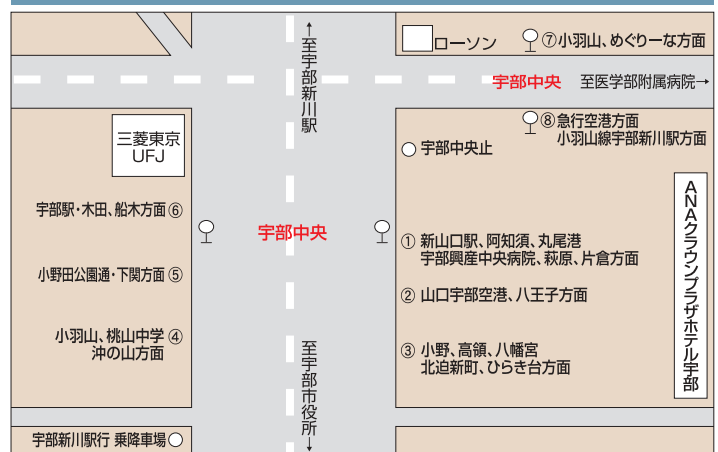 ↑至宇部新川駅
ローソン
⑦小羽山、めぐりーな方面
宇部中央
至医学部附属病院→
三菱東京
UFJ
⑧急行空港方面
小羽山線宇部新川駅方面
宇部中央止
宇部駅・木田、船木方面⑥
宇部中央
小野田公園通・下関方面⑤
小羽山、桃山中学④
沖の山方面
①新山口駅、阿知須、丸尾港
宇部興産中央病院、萩原、片倉方面
②山口宇部空港、八王子方面
③小野、高領、八幡宮
北迫新町、ひらき台方面
ANAクラウンプラザホテル宇部
至宇部市役所→
宇部新川駅行 乗降車場